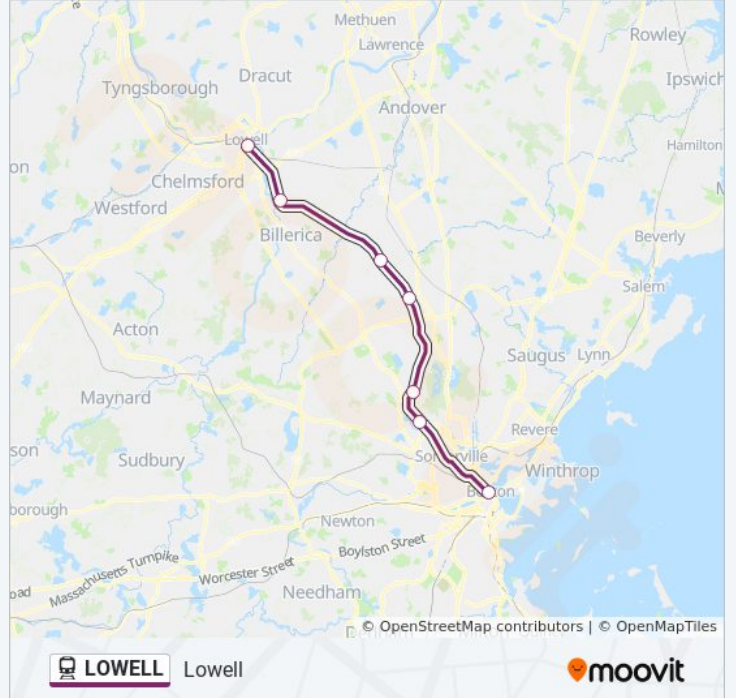 Methuen
Lawrence
Rowley
Dracut
Ipswich
Tyngsborough
Andover
Lowell
Hamilton
on
Chelmsford
Westford
Billerica
Beverly
Salem
Acton
Saugus
Lynn
Maynard
Revere
son
Sudbury
Somerville
Winthrop
Boston
borough
Newton
Boylston Street
Massachusetts Turnpike
Worcester Street
oad
Needham
© OpenStreetMap contributors | © OpenMapTiles
LOWELL Lowell
moovit